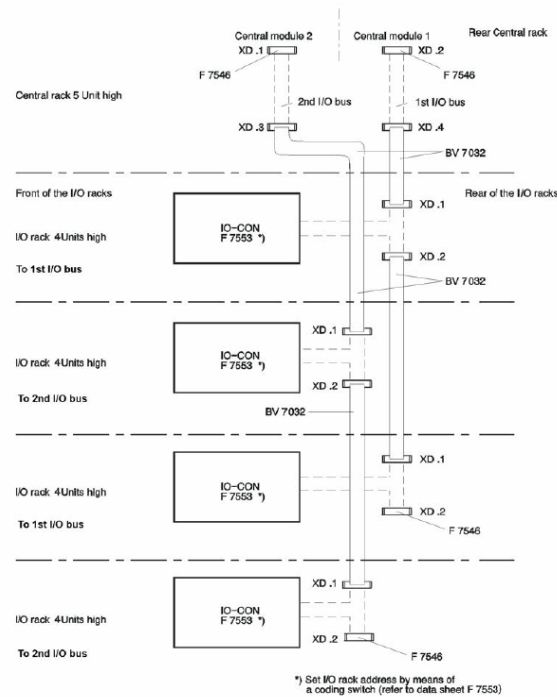 Central module 2
Central module 1
Rear Central rack
XD .1
XD .2
F 7546
F 7546
Central rack 5 Unit high
2nd I/O bus
1st I/O bus
XD .3
XD .4
BV 7032
Front of the I/O racks
Rear of the I/O racks
XD .1
I/O rack 4Units high
IO-CON
F 7553 *)
To 1st I/O bus
XD .2
BV 7032
XD .1
I/O rack 4Units high
IO-CON
F 7553 *)
To 2nd I/O bus
XD .2
BV 7032
XD .1
I/O rack 4Units high
IO-CON
F 7553 *)
To 1st I/O bus
XD .2
F 7546
XD .1
I/O rack 4Units high
IO-CON
F 7553 *)
To 2nd I/O bus
XD .2
F 7546
*) Set I/O rack address by means of
a coding switch (refer to data sheet F 7553)